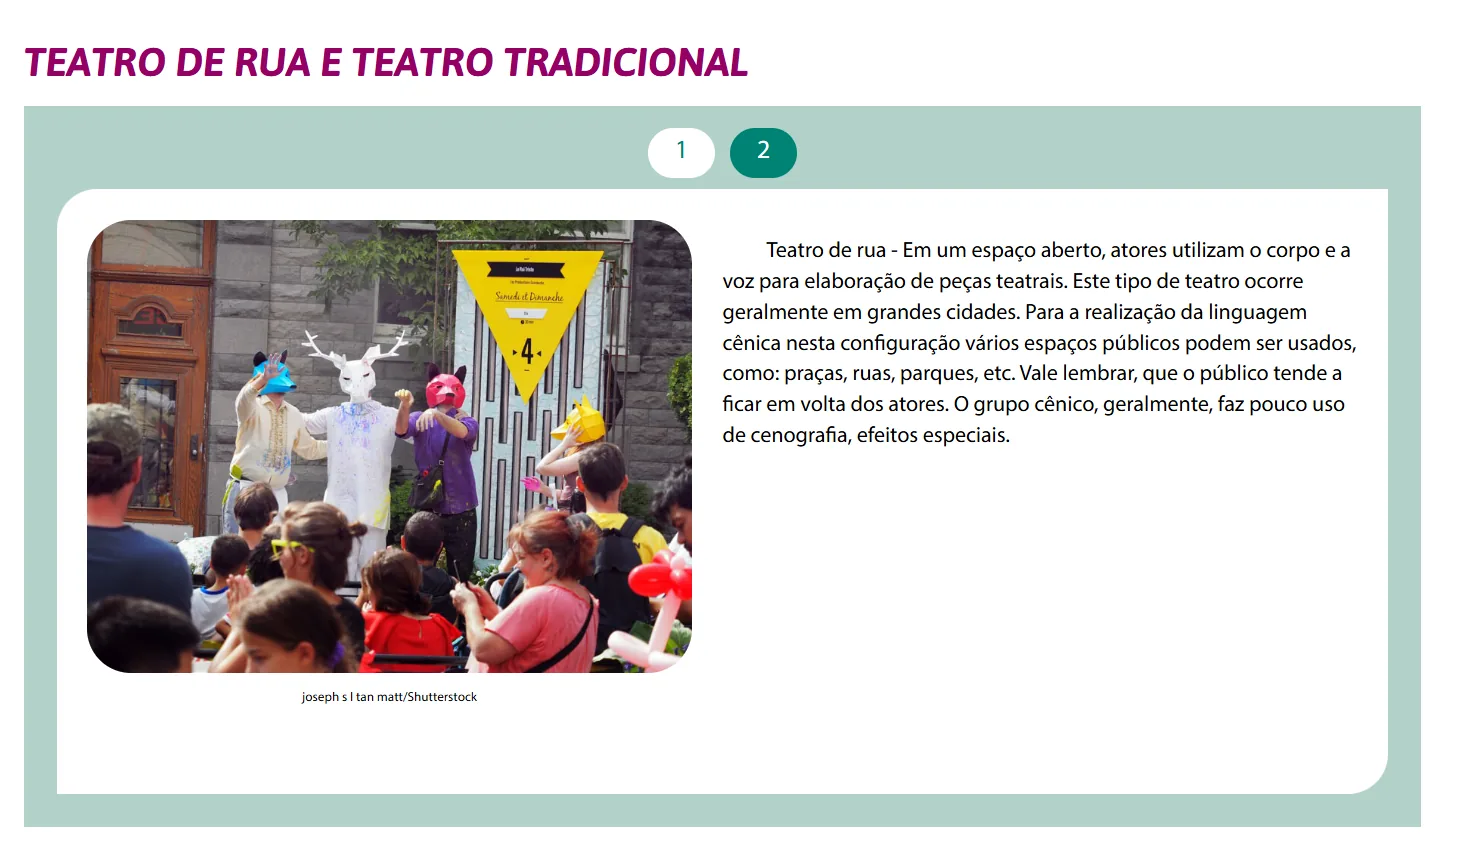 TEATRO DE RUA E TEATRO TRADICIONAL
1
2
Samedi et Dimanche
4
Teatro de rua - Em um espaço aberto, atores utilizam o corpo e a
voz para elaboração de peças teatrais. Este tipo de teatro ocorre
geralmente em grandes cidades. Para a realização da linguagem
cênica nesta configuração vários espaços públicos podem ser usados,
como: praças, ruas, parques, etc. Vale lembrar, que o público tende a
ficar em volta dos atores. O grupo cênico, geralmente, faz pouco uso
de cenografia, efeitos especiais.
joseph s l tan matt/Shutterstock